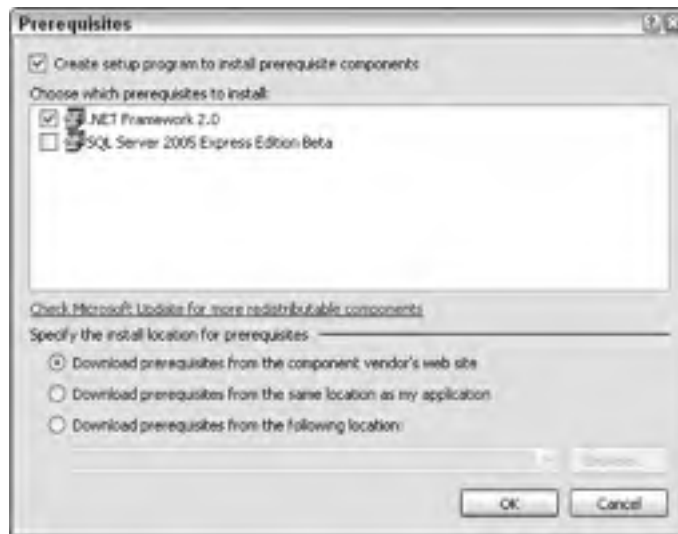 Prerequisites
Create setup program to install prerequisite components
Choose which prerequisites to install:
.NET Framework 2.0
SQL Server 2005 Express Edition Beta
Check Microsoft Update for more redistributable components
Specify the install location for prerequisites
Download prerequisites from the component vendor's web site
Download prerequisites from the same location as my application
Download prerequisites from the following location:
Browse...
OK Cancel